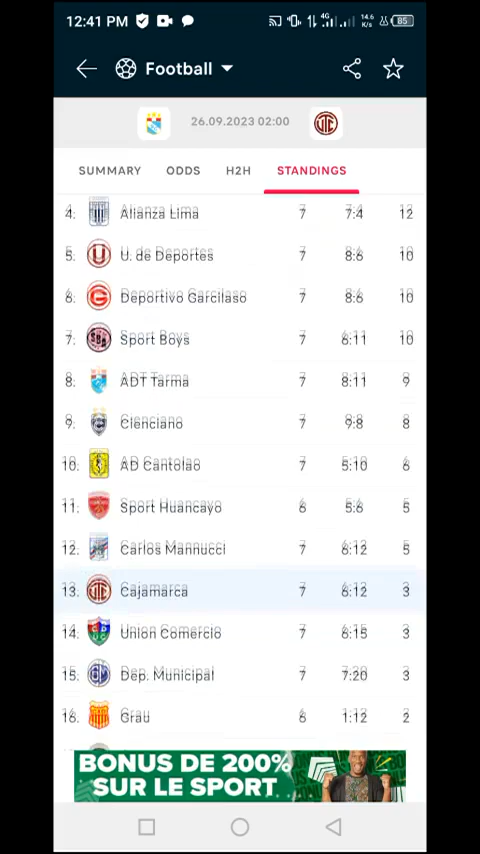 12:41 PM 4G 14.6 K/s 85
Football
26.09.2023 02:00
SUMMARY ODDS H2H STANDINGS
4. Alianza Lima 7 7:4 12
5. U. de Deportes 7 8:6 10
6. Deportivo Garcilaso 7 8:6 10
7. Sport Boys 7 6:11 10
8. ADT Tarma 7 8:11 9
9. Cienciano 7 9:8 8
10. AD Cantolao 7 5:10 6
11. Sport Huancayo 6 5:6 5
12. Carlos Mannucci 7 6:12 5
13. Cajamarca 7 6:12 3
14. Union Comercio 7 6:15 3
15. Dep. Municipal 7 7:20 3
16. Grau 6 1:12 2
BONUS DE 200%
SUR LE SPORT